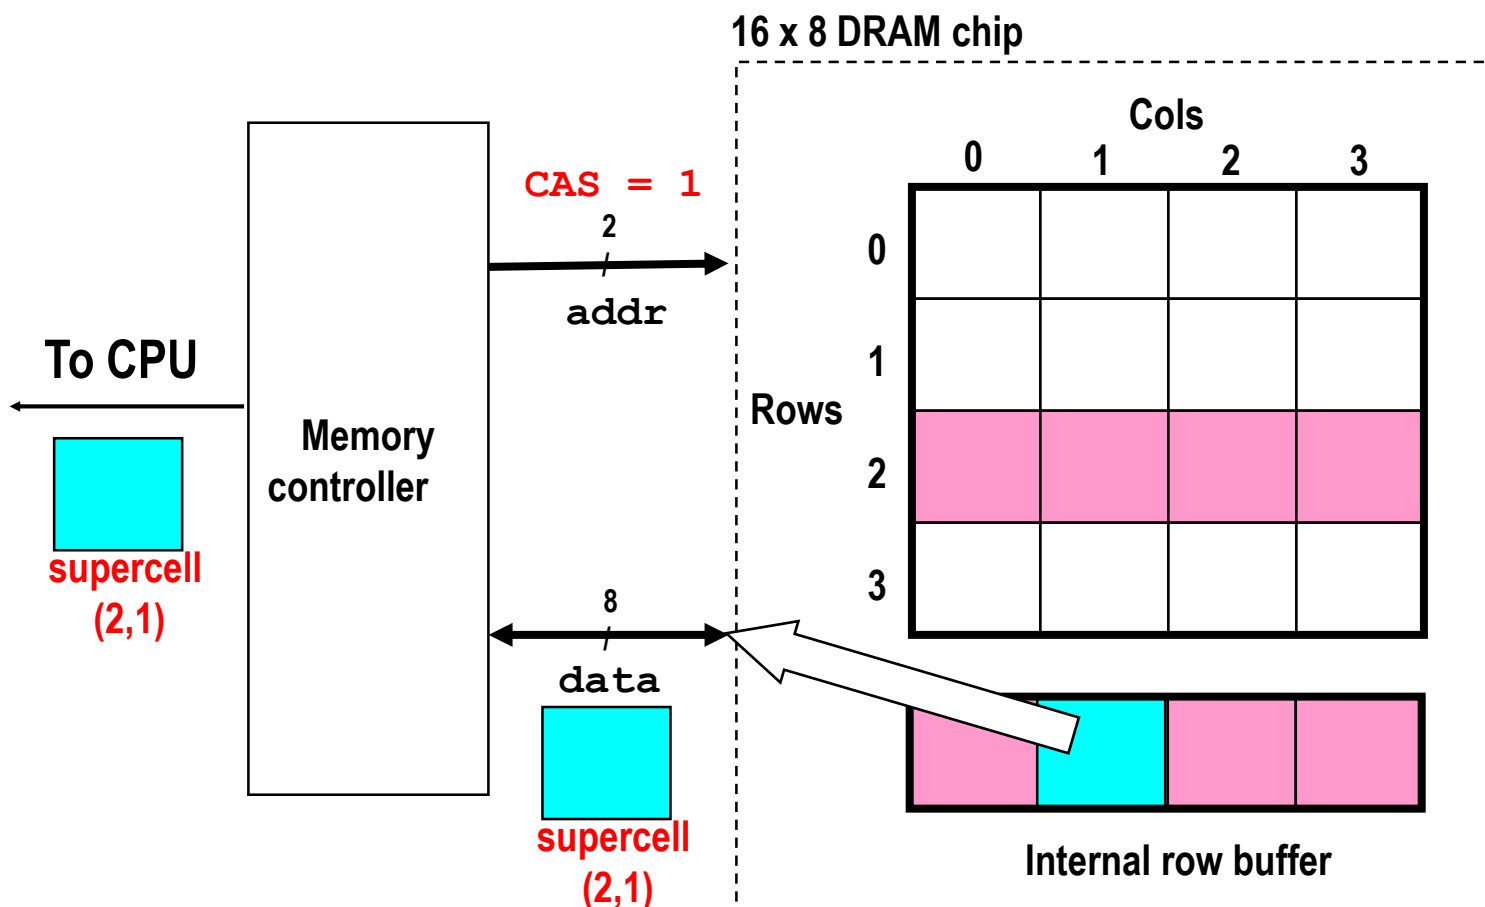 16 x 8 DRAM chip
Cols
0 1 2 3
CAS = 1
2
addr
0
1
2
3
Rows
To CPU
Memory
controller
supercell
(2,1)
8
data
supercell
(2,1)
Internal row buffer